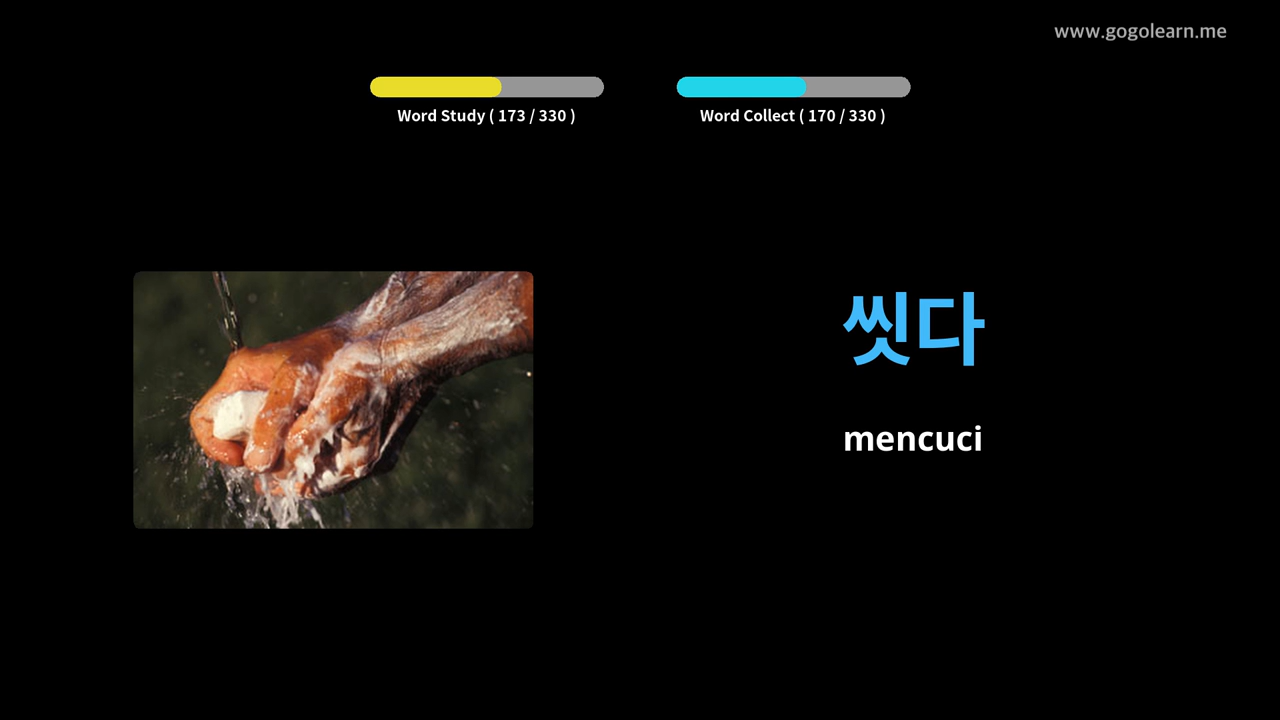 www.gogolearn.me
Word Study ( 173 / 330 )
Word Collect ( 170 / 330 )
씻다
mencuci